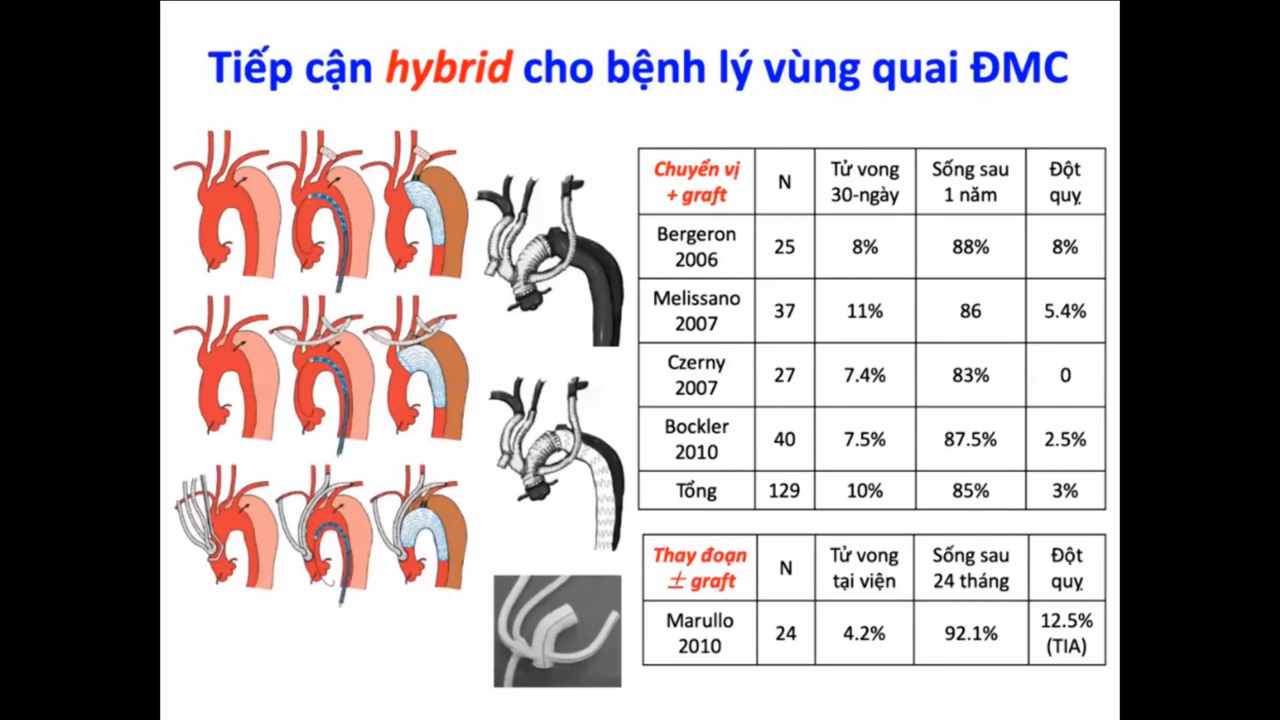 Tiếp cận hybrid cho bệnh lý vùng quai ĐMC
Chuyển vị + graft N Tử vong 30-ngày Sống sau 1 năm Đột quỵ
Bergeron 2006 25 8% 88% 8%
Melissano 2007 37 11% 86 5.4%
Czerny 2007 27 7.4% 83% 0
Bockler 2010 40 7.5% 87.5% 2.5%
Tổng 129 10% 85% 3%
Thay đoạn ± graft N Tử vong tại viện Sống sau 24 tháng Đột quỵ
Marullo 2010 24 4.2% 92.1% 12.5% (TIA)